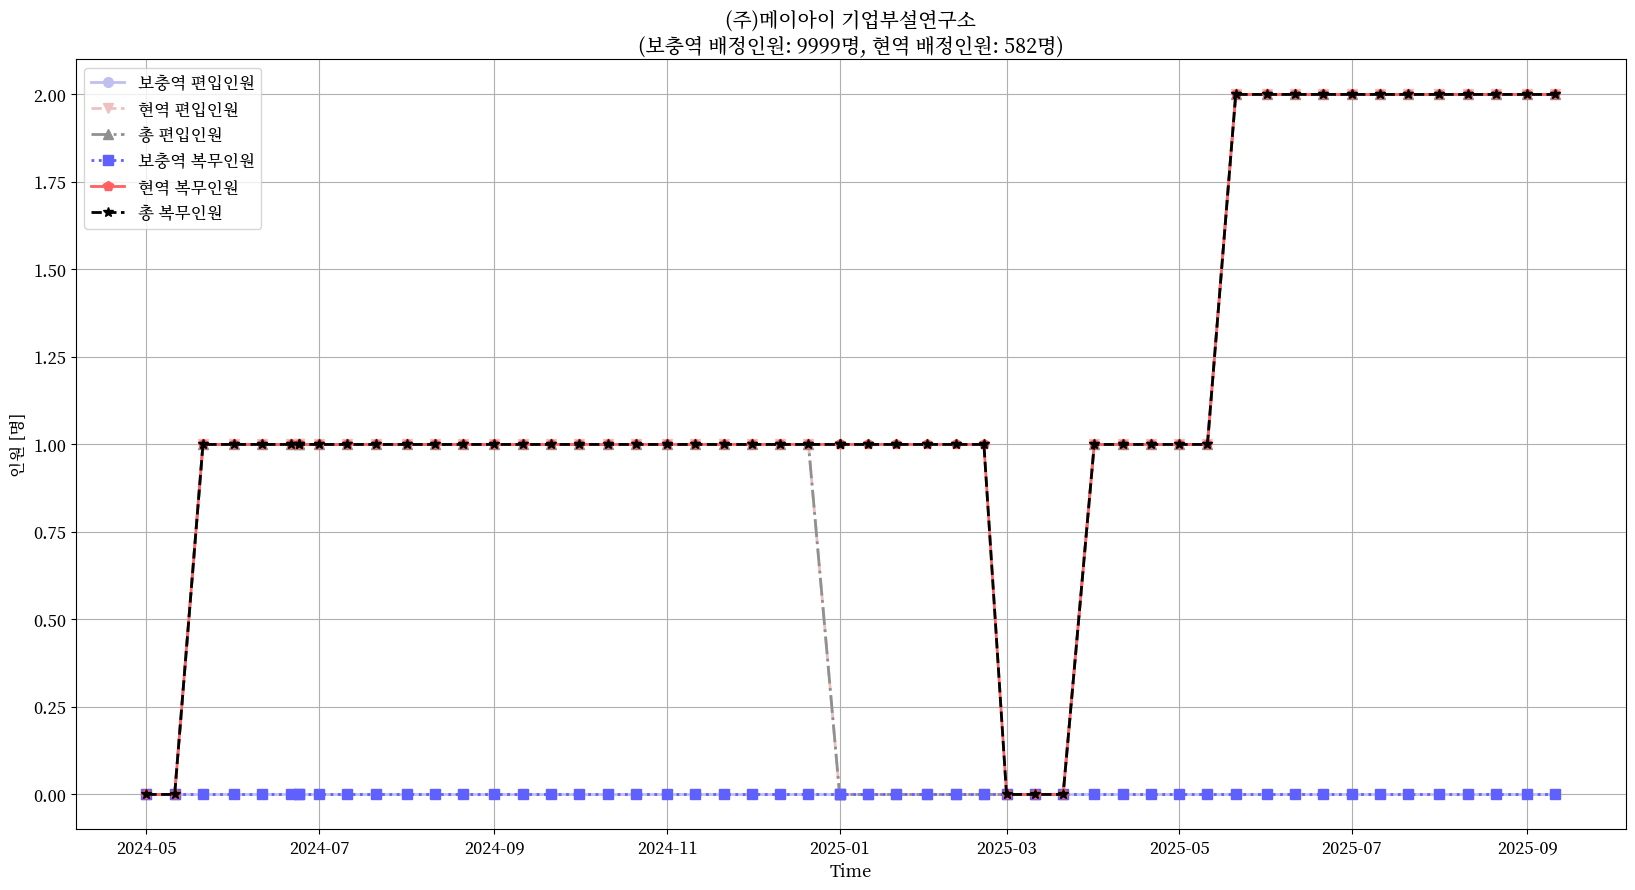 (주)메이아이 기업부설연구소
(보충역 배정인원: 9999명, 현역 배정인원: 582명)
보충역 편입인원
현역 편입인원
총 편입인원
보충역 복무인원
현역 복무인원
총 복무인원
2.00
1.75
1.50
1.25
1.00
0.75
0.50
0.25
0.00
인원 [명]
2024-05
2024-07
2024-09
2024-11
2025-01
2025-03
2025-05
2025-07
2025-09
Time